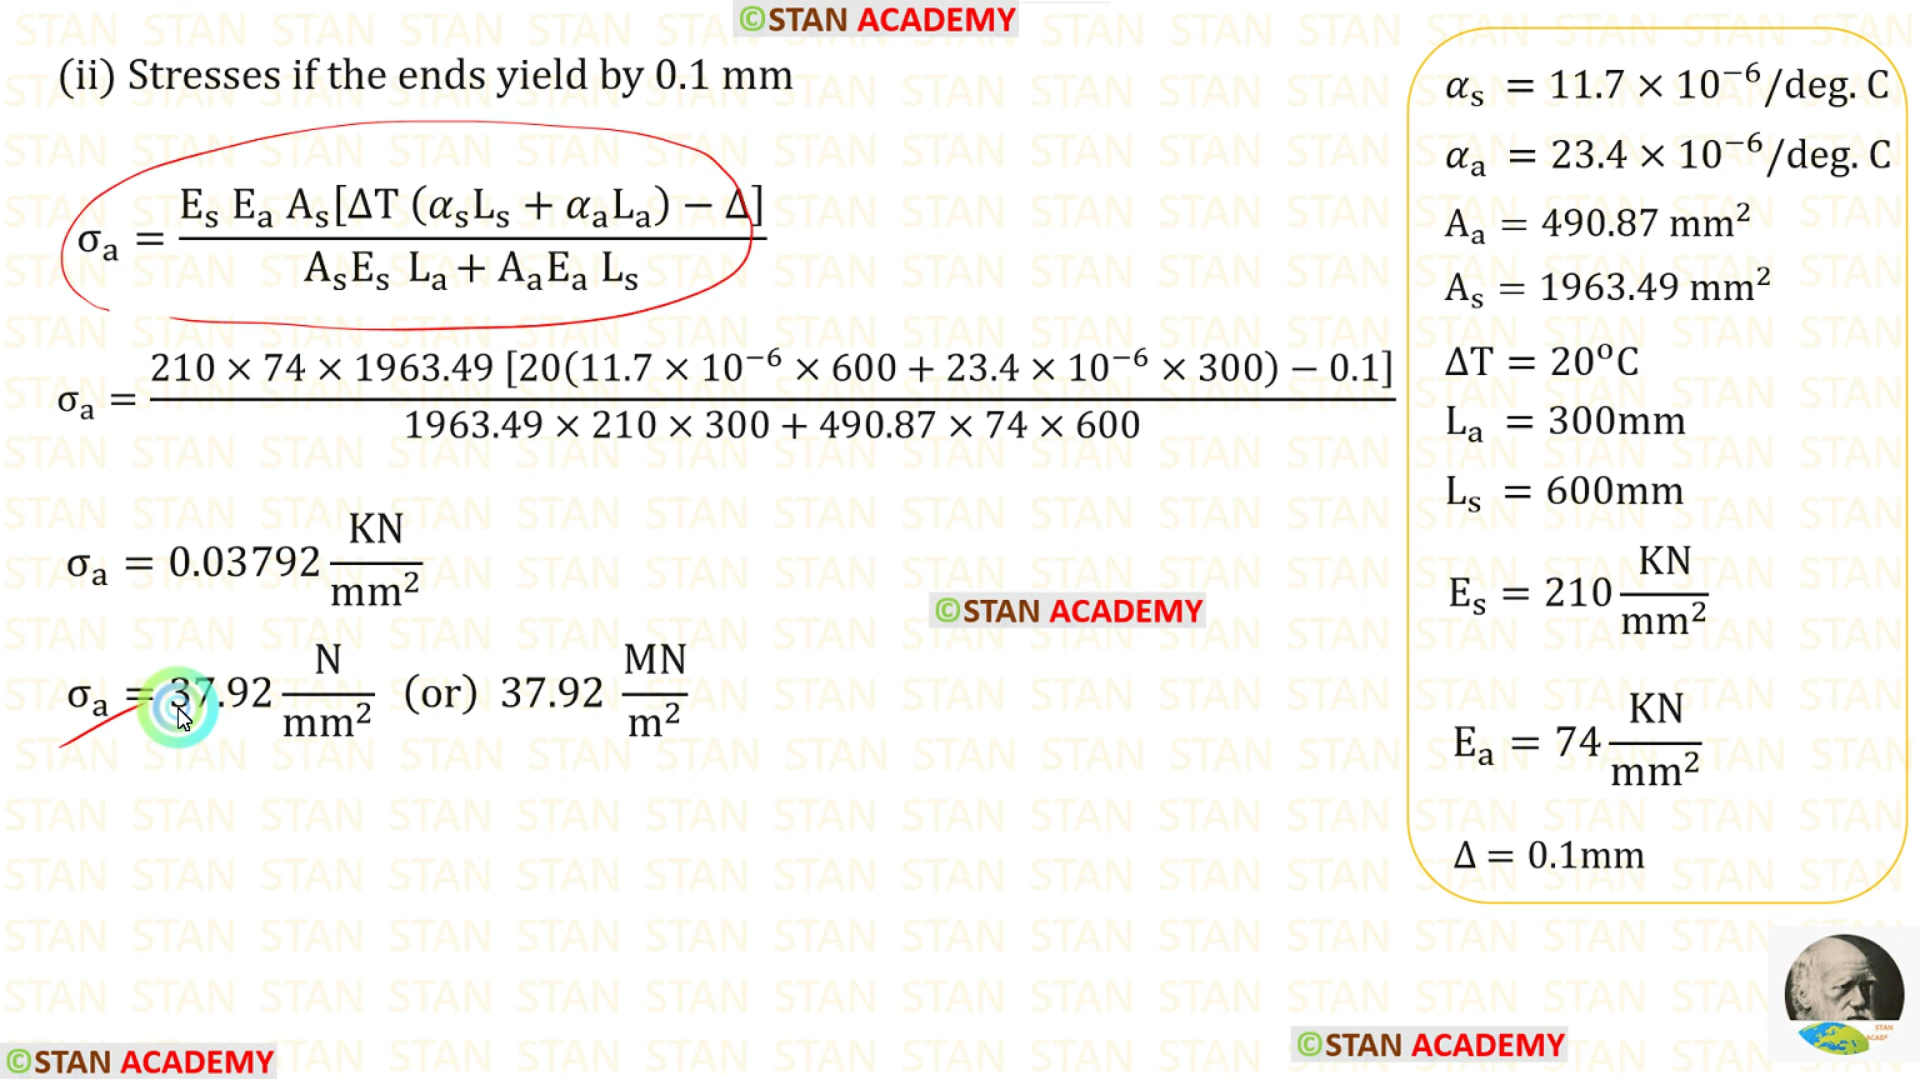 ©STAN ACADEMY
(ii) Stresses if the ends yield by 0.1 mm
σₐ = Eₛ Eₐ Aₛ[ΔT (αₛLₛ + αₐLₐ) − Δ] / AₛEₛ Lₐ + AₐEₐ Lₛ
σₐ = 210 × 74 × 1963.49 [20(11.7 × 10⁻⁶ × 600 + 23.4 × 10⁻⁶ × 300) − 0.1] / 1963.49 × 210 × 300 + 490.87 × 74 × 600
σₐ = 0.03792 KN/mm²
σₐ = 37.92 N/mm² (or) 37.92 MN/m²
©STAN ACADEMY
αₛ = 11.7 × 10⁻⁶/deg. C
αₐ = 23.4 × 10⁻⁶/deg. C
Aₐ = 490.87 mm²
Aₛ = 1963.49 mm²
ΔT = 20°C
Lₐ = 300mm
Lₛ = 600mm
Eₛ = 210 KN/mm²
Eₐ = 74 KN/mm²
Δ = 0.1mm
©STAN ACADEMY
©STAN ACADEMY
STAN
ACADEMY